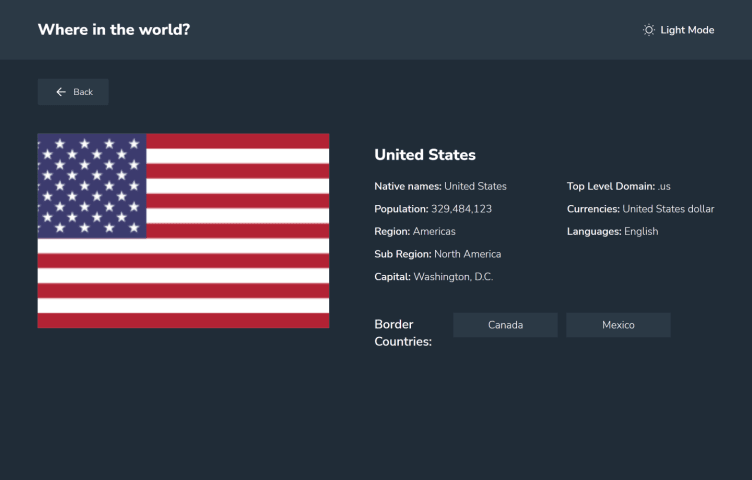 Where in the world?
Light Mode
Back
United States
Native names: United States
Population: 329,484,123
Region: Americas
Sub Region: North America
Capital: Washington, D.C.
Top Level Domain: .us
Currencies: United States dollar
Languages: English
Border
Countries:
Canada
Mexico